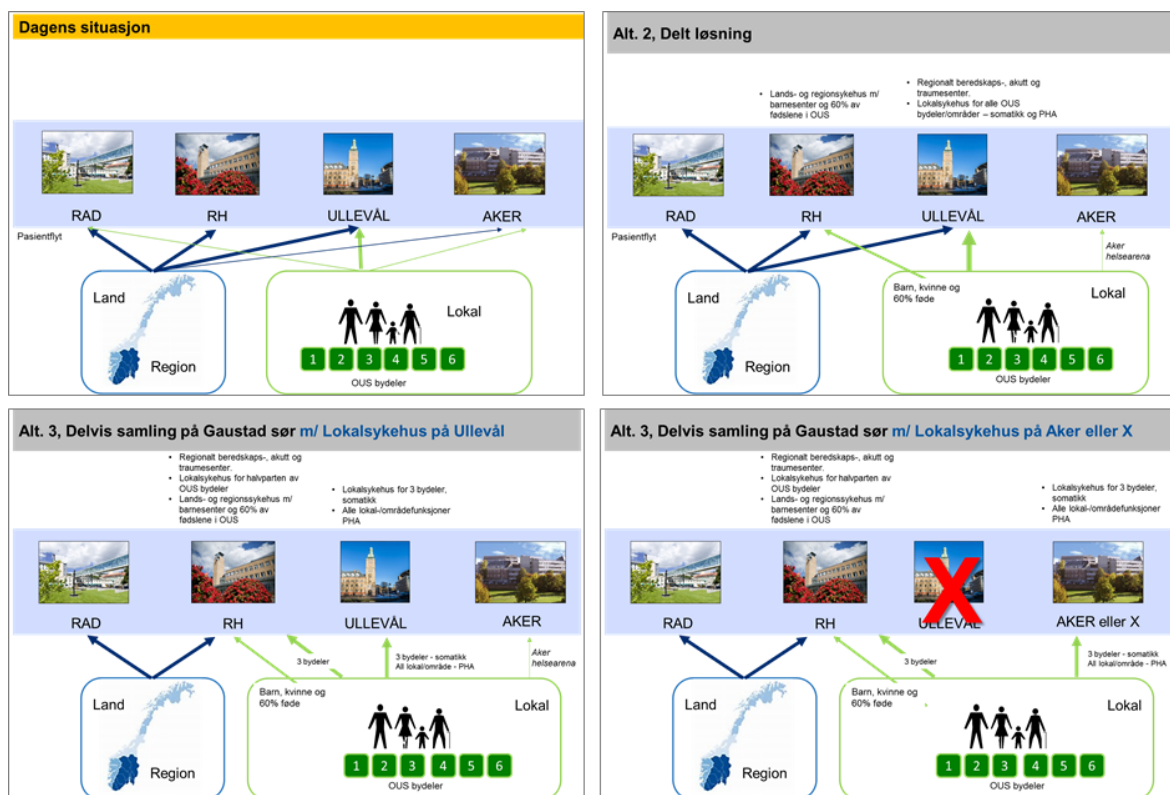 Dagens situasjon
RAD
RH
ULLEVÅL
AKER
Pasientflyt
Land
Region
Lokal
1 2 3 4 5 6
OUS bydeler
Alt. 2, Delt løsning
• Lands- og regionsykehus m/
barnesenter og 60% av
fødslene i OUS
• Regionalt beredskaps-, akutt og
traumesenter.
• Lokalsykehus for alle OUS
bydeler/områder – somatikk og PHA
RAD
RH
ULLEVÅL
AKER
Pasientflyt
Aker
helsearena
Land
Region
Barn, kvinne og
60% føde
Lokal
1 2 3 4 5 6
OUS bydeler
Alt. 3, Delvis samling på Gaustad sør m/ Lokalsykehus på Ullevål
• Regionalt beredskaps-, akutt og
traumesenter.
• Lokalsykehus for halvparten av
OUS bydeler
• Lands- og regionssykehus m/
barnesenter og 60% av
fødslene i OUS
• Lokalsykehus for 3 bydeler,
somatikk
• Alle lokal-/områdefunksjoner
PHA
RAD
RH
ULLEVÅL
AKER
3 bydeler
3 bydeler - somatikk
All lokal/område - PHA
Aker
helsearena
Land
Region
Barn, kvinne og
60% føde
Lokal
1 2 3 4 5 6
OUS bydeler
Alt. 3, Delvis samling på Gaustad sør m/ Lokalsykehus på Aker eller X
• Regionalt beredskaps-, akutt og
traumesenter.
• Lokalsykehus for halvparten av
OUS bydeler
• Lands- og regionssykehus m/
barnesenter og 60% av
fødslene i OUS
• Lokalsykehus for 3 bydeler,
somatikk
• Alle lokal-/områdefunksjoner
PHA
X
RAD
RH
ULLEVÅL
AKER eller X
3 bydeler
3 bydeler - somatikk
All lokal/område - PHA
Land
Region
Barn, kvinne og
60% føde
Lokal
1 2 3 4 5 6
OUS bydeler